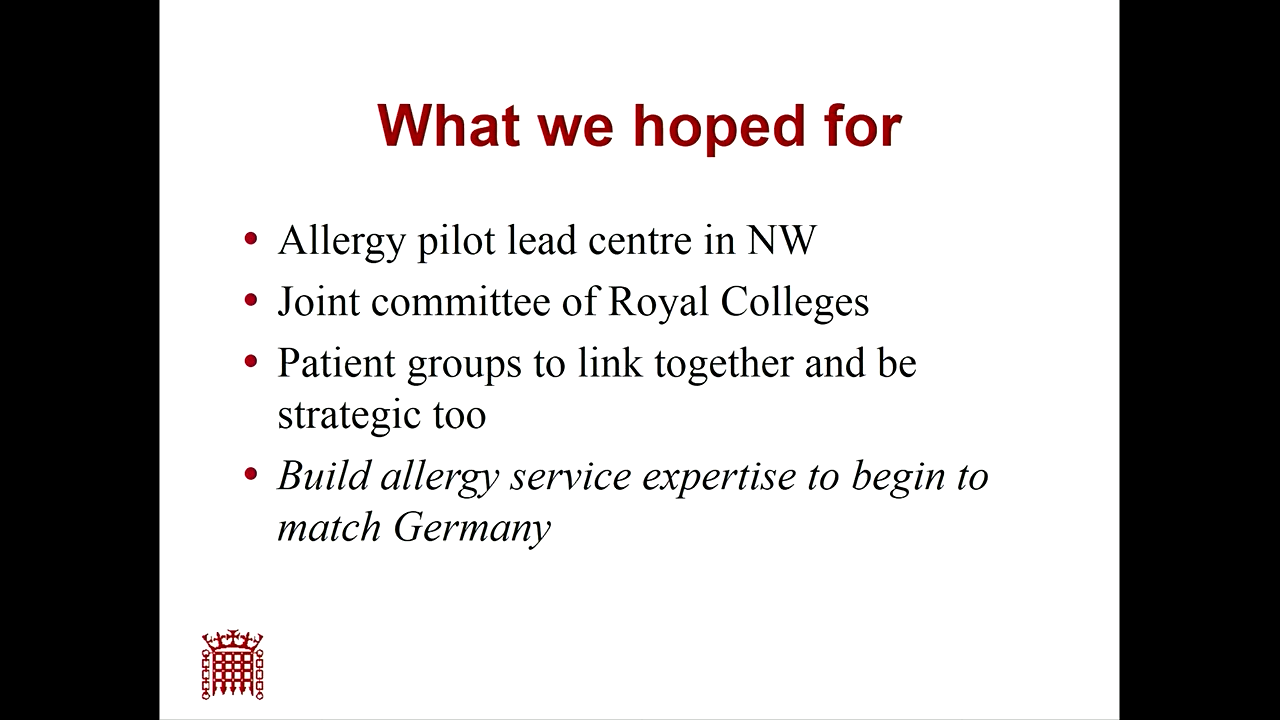 What we hoped for
• Allergy pilot lead centre in NW
• Joint committee of Royal Colleges
• Patient groups to link together and be
strategic too
• Build allergy service expertise to begin to
match Germany